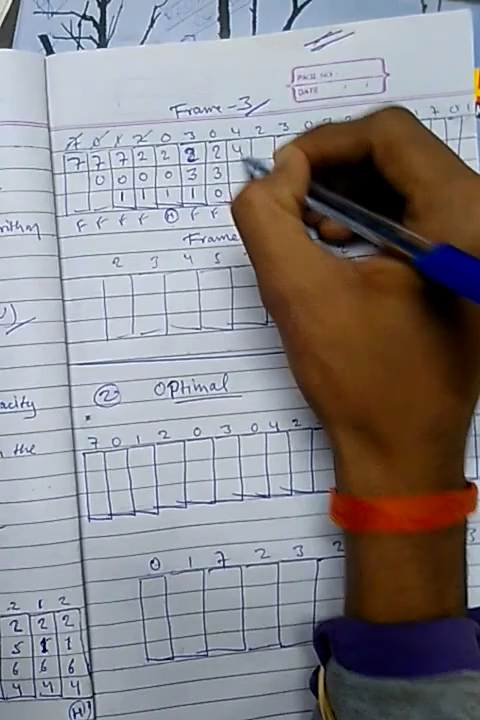 PAGE NO.
DATE
Frame-3
7 0 1 2 0 3 0 4 2 3 0
7 7 7 2 2 2 2 4
0 0 0 0 3 3
1 1 1 1 0
F F F F H F F
Frame
2 3 4 5
② Optimal
7 0 1 2 0 3 0 4 2
0 1 7 2 3 2
acity
the
2 1 2
2 2 2
5 1 1
6 6 6
4 4 4
H